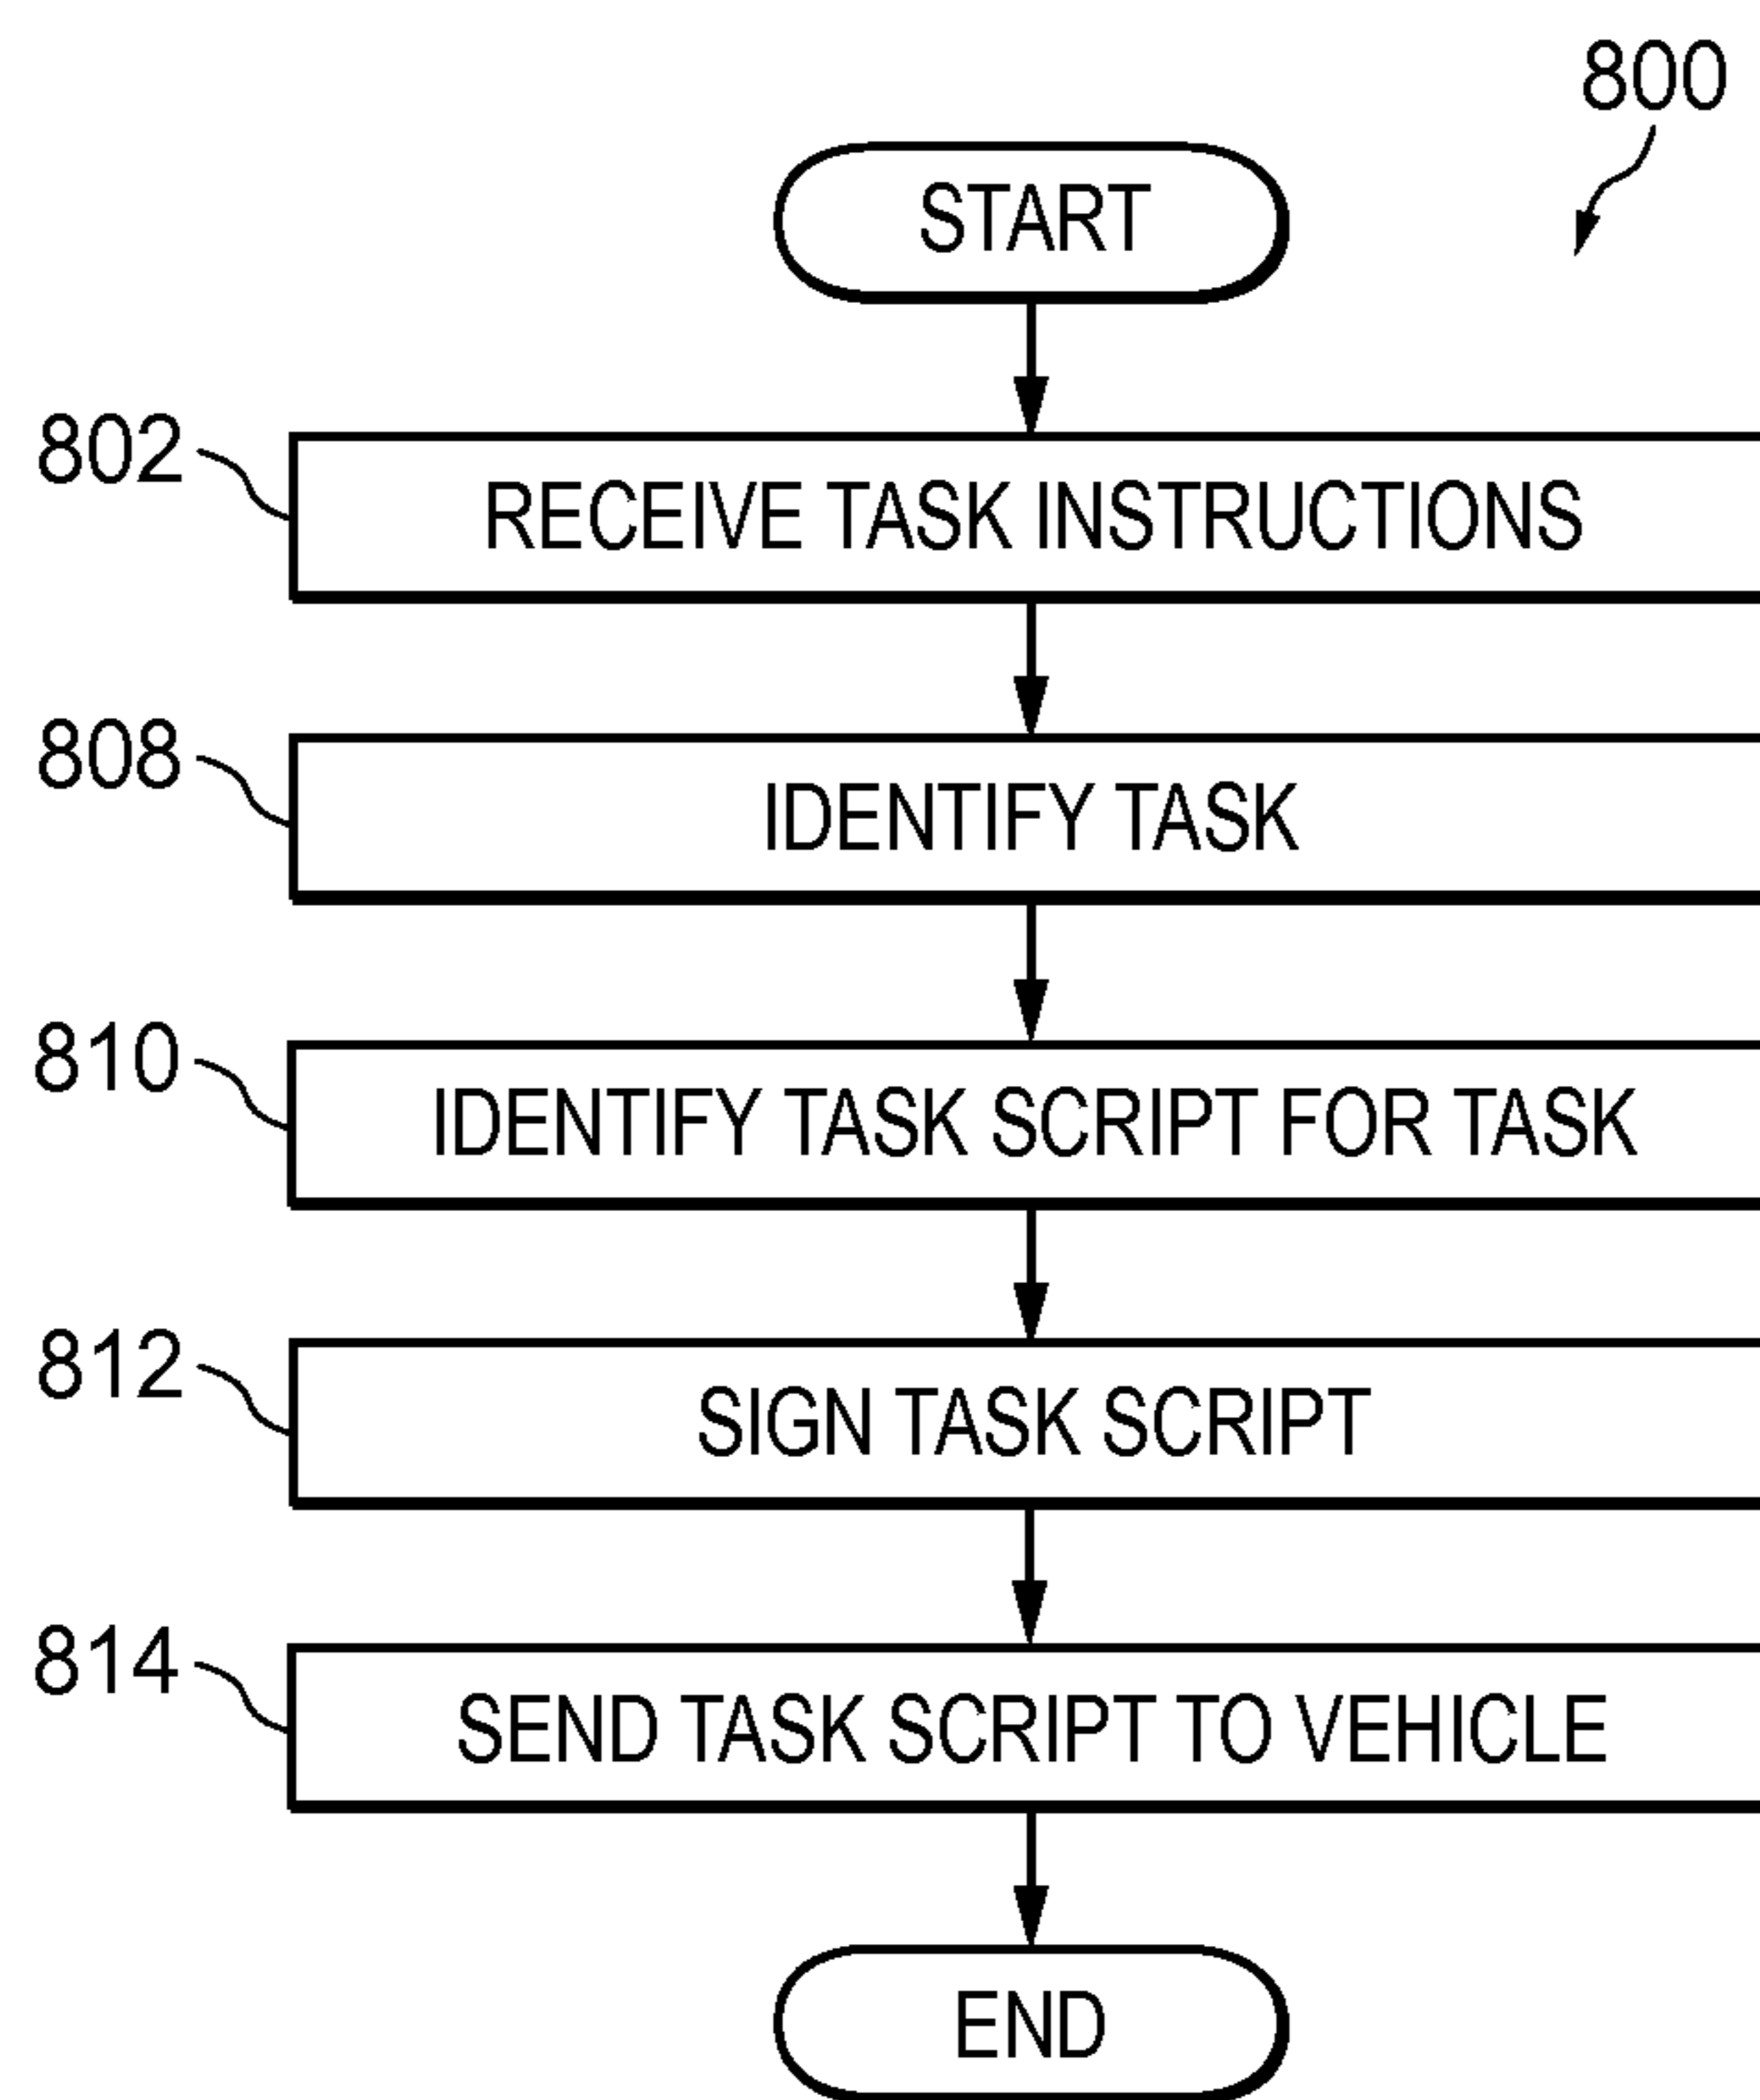 800
START
802
RECEIVE TASK INSTRUCTIONS
808
IDENTIFY TASK
810
IDENTIFY TASK SCRIPT FOR TASK
812
SIGN TASK SCRIPT
814
SEND TASK SCRIPT TO VEHICLE
END